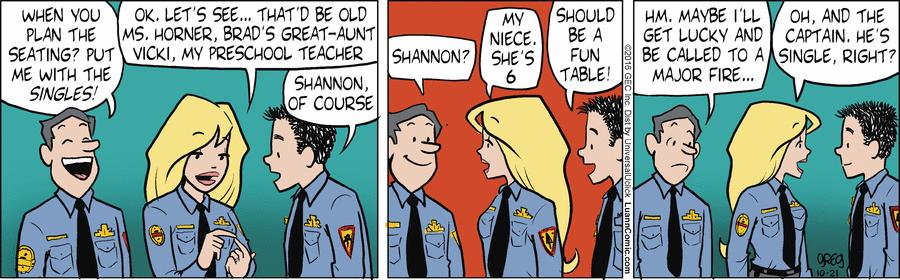 WHEN YOU
PLAN THE
SEATING? PUT
ME WITH THE
SINGLES!
OK. LET'S SEE... THAT'D BE OLD
MS. HORNER, BRAD'S GREAT-AUNT
VICKI, MY PRESCHOOL TEACHER
SHANNON,
OF COURSE
SHANNON?
MY
NIECE.
SHE'S
6
SHOULD
BE A
FUN
TABLE!
©2016 GEC Inc. Dist by UniversalUclick LuannComic.com
HM. MAYBE I'LL
GET LUCKY AND
BE CALLED TO A
MAJOR FIRE...
OH, AND THE
CAPTAIN. HE'S
SINGLE, RIGHT?
GREG
10-21